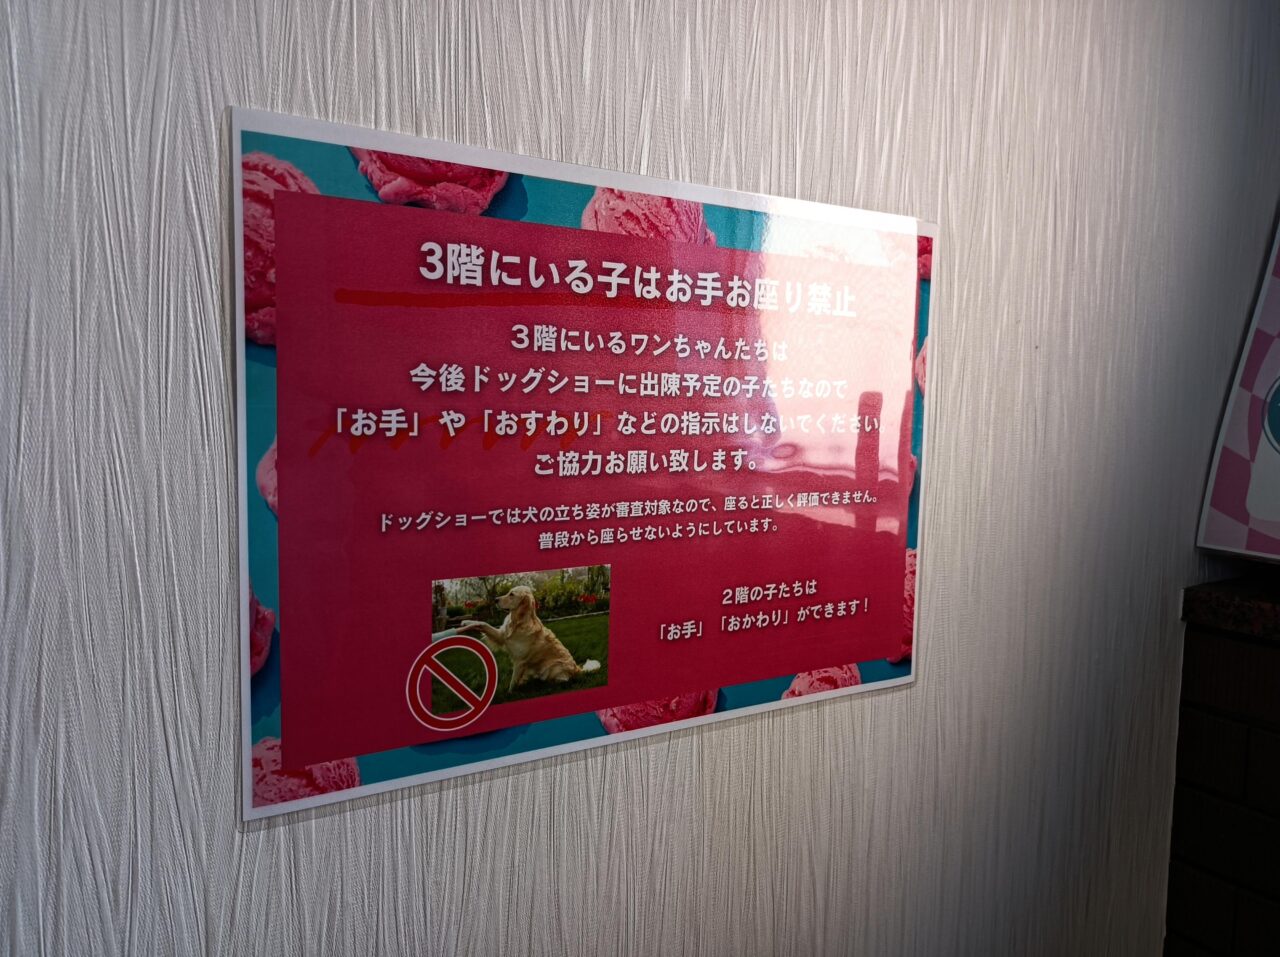 3階にいる子はお手お座り禁止
3階にいるワンちゃんたちは
今後ドッグショーに出陳予定の子たちなので
「お手」や「おすわり」などの指示はしないでください。
ご協力お願い致します。
ドッグショーでは犬の立ち姿が審査対象なので、座ると正しく評価できません。
普段から座らせないようにしています。
2階の子たちは
「お手」「おかわり」ができます！